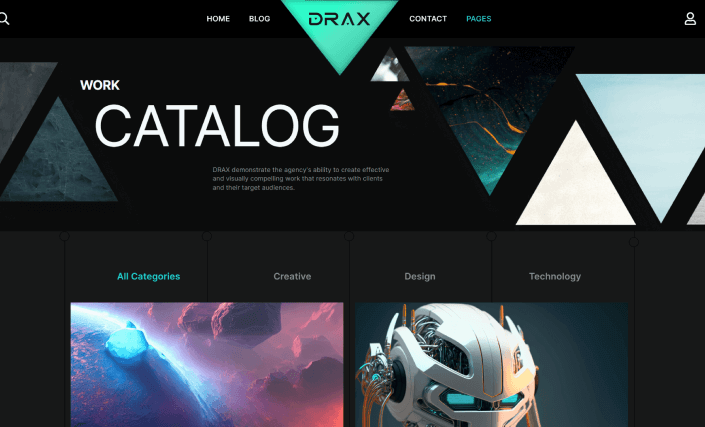 HOME
BLOG
DRAX
CONTACT
PAGES
WORK
CATALOG
DRAX demonstrate the agency's ability to create effective
and visually compelling work that resonates with clients
and their target audiences.
All Categories
Creative
Design
Technology